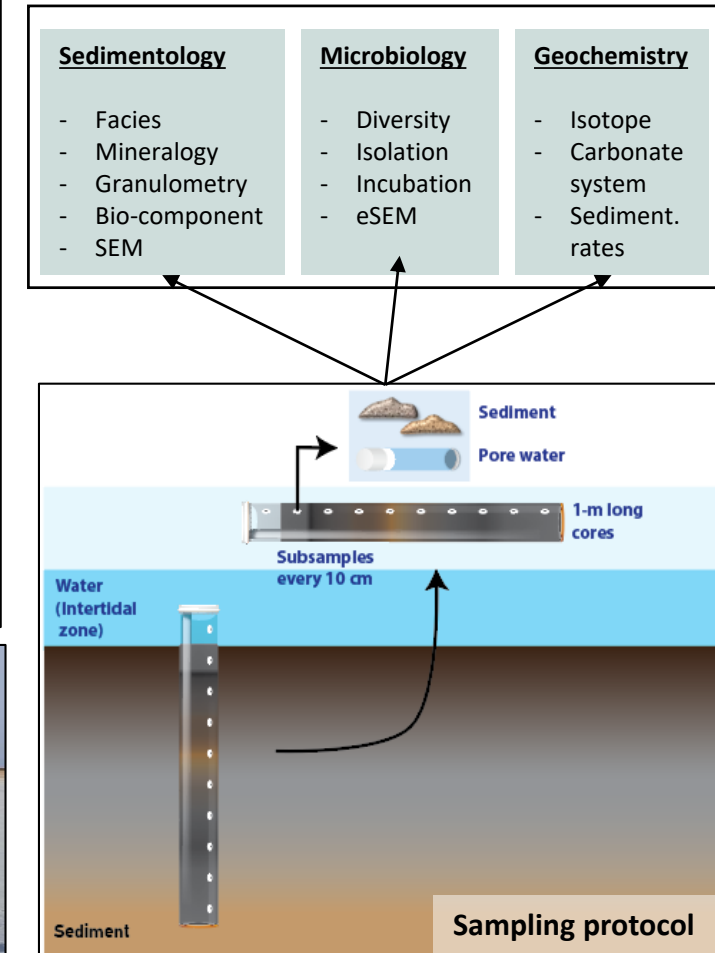 Sedimentology
- Facies
- Mineralogy
- Granulometry
- Bio-component
- SEM
Microbiology
- Diversity
- Isolation
- Incubation
- eSEM
Geochemistry
- Isotope
- Carbonate
system
- Sediment.
rates
Sediment
Pore water
1-m long
cores
Subsamples
every 10 cm
Water
(Intertidal
zone)
Sediment
Sampling protocol